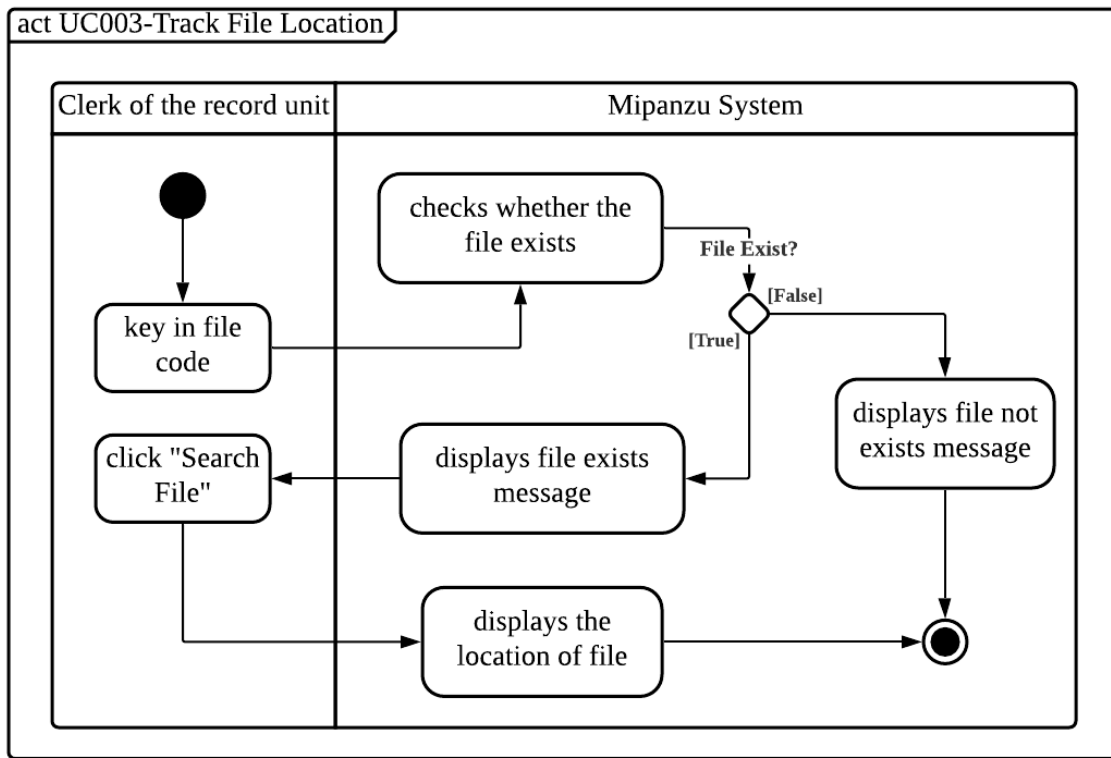 act UC003-Track File Location
Clerk of the record unit
Mipanzu System
checks whether the
file exists
File Exist?
[False]
[True]
key in file
code
displays file not
exists message
click "Search
File"
displays file exists
message
displays the
location of file